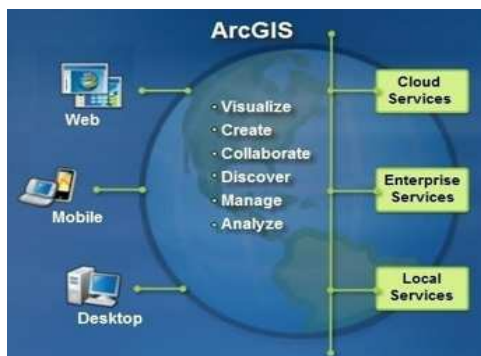 ArcGIS
Web
Mobile
Desktop
· Visualize
· Create
· Collaborate
· Discover
· Manage
· Analyze
Cloud
Services
Enterprise
Services
Local
Services